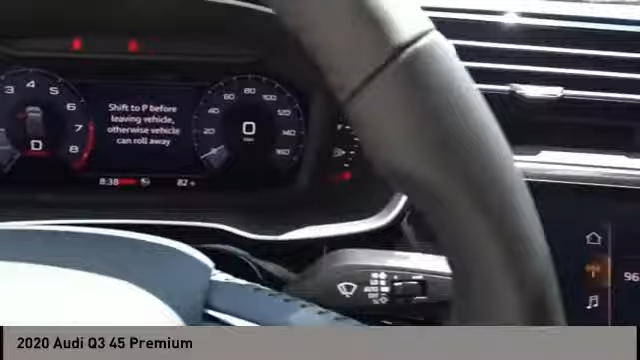 3 4 5
6
7
8
D
Shift to P before
leaving vehicle,
otherwise vehicle
can roll away
20
40
60
80
100
120
140
160
0
8:38
82
96
2020 Audi Q3 45 Premium